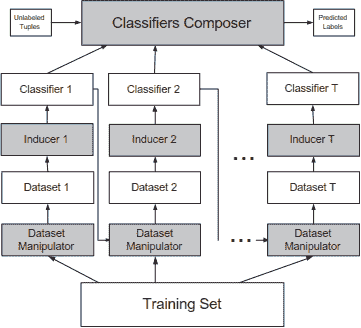 Unlabeled
Tuples
Classifiers Composer
Predicted
Labels
Classifier 1
Classifier 2
Classifier T
Inducer 1
Inducer 2
Inducer T
...
Dataset 1
Dataset 2
Dataset T
Dataset
Manipulator
Dataset
Manipulator
...
Dataset
Manipulator
Training Set